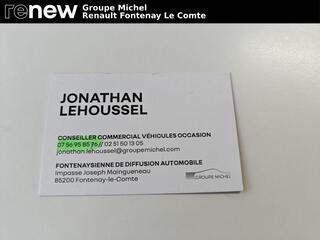 renew
Groupe Michel
Renault Fontenay Le Comte
JONATHAN
LEHOUSSEL
CONSEILLER COMMERCIAL VÉHICULES OCCASION
07 56 95 85 76 // 02 51 50 13 05
jonathan.lehoussel@groupemichel.com
FONTENAYSIENNE DE DIFFUSION AUTOMOBILE
Impasse Joseph Maingueneau
85200 Fontenay-le-Comte
GROUPE MICHEL